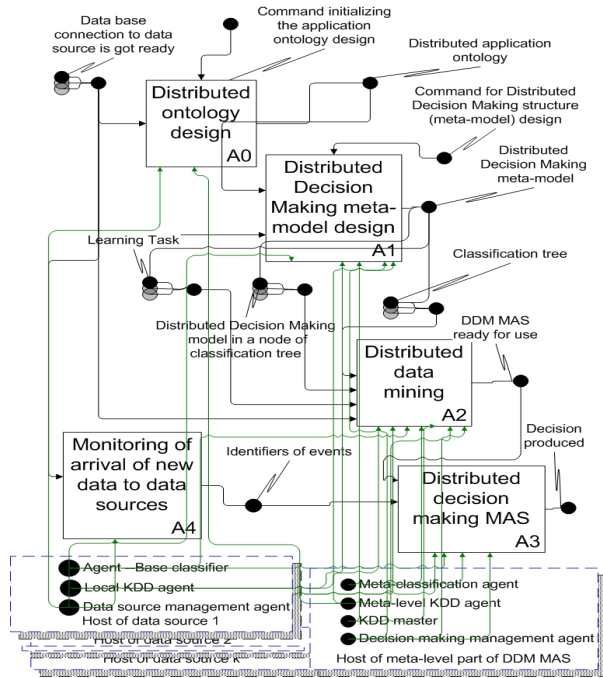 Data base
connection to data
source is got ready
Command initializing
the application
ontology design
Distributed application
ontology
Distributed
ontology
design
A0
Command for Distributed
Decision Making structure
(meta-model) design
Distributed
Decision
Making meta-
model design
A1
Distributed
Decision Making
meta-model
Learning Task
Classification tree
Distributed Decision Making
model in a node of
classification tree
DDM MAS
ready for use
Distributed
data
mining
A2
Decision
produced
Monitoring of
arrival of new
data to data
sources
A4
Identifiers of events
Distributed
decision
making MAS
A3
Agent –Base classifier
Local KDD agent
Data source management agent
Host of data source 1
Host of data source 2
Host of data source k
Meta-classification agent
Meta-level KDD agent
KDD master
Decision making management agent
Host of meta-level part of DDM MAS